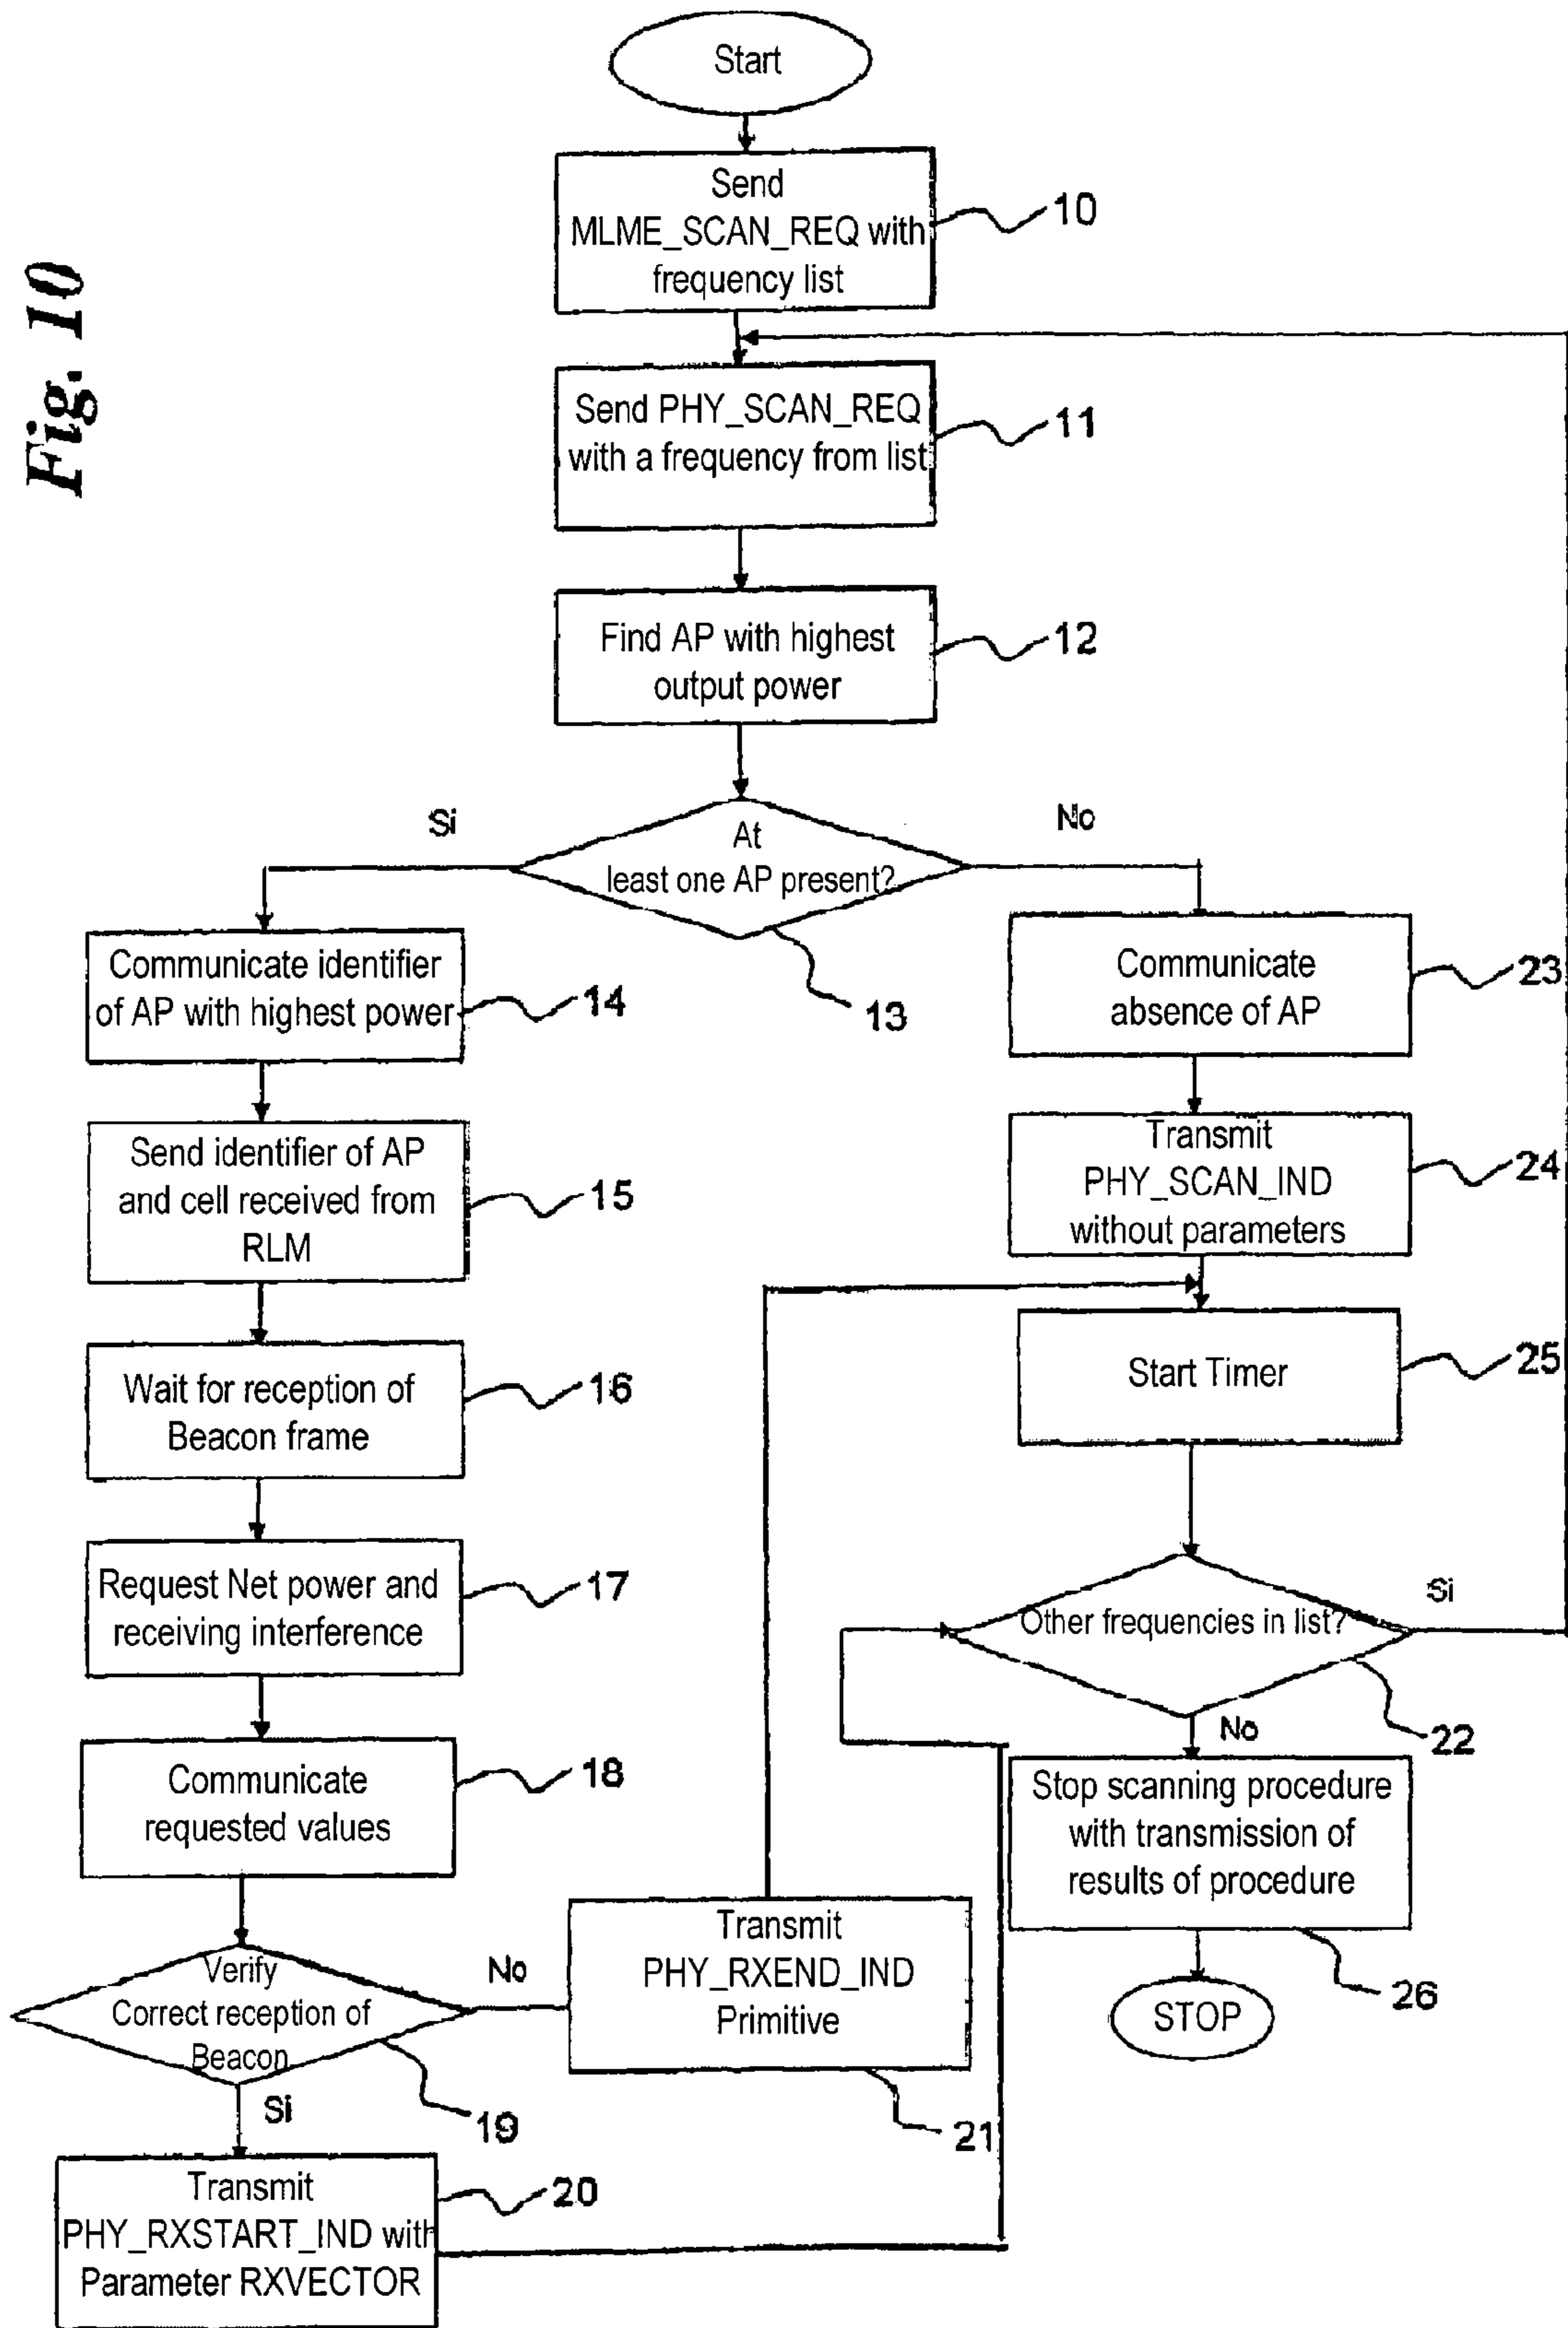 Fig. 10
Start
Send
MLME_SCAN_REQ with
frequency list
10
Send PHY_SCAN_REQ
with a frequency from list
11
Find AP with highest
output power
12
At
least one AP present?
Si
No
13
Communicate identifier
of AP with highest power
14
Communicate
absence of AP
23
Send identifier of AP
and cell received from
RLM
15
Transmit
PHY_SCAN_IND
without parameters
24
Wait for reception of
Beacon frame
16
Start Timer
25
Request Net power and
receiving interference
17
Other frequencies in list?
Si
No
22
Communicate
requested values
18
Stop scanning procedure
with transmission of
results of procedure
26
Verify
Correct reception of
Beacon
No
Si
19
Transmit
PHY_RXEND_IND
Primitive
21
STOP
Transmit
PHY_RXSTART_IND with
Parameter RXVECTOR
20